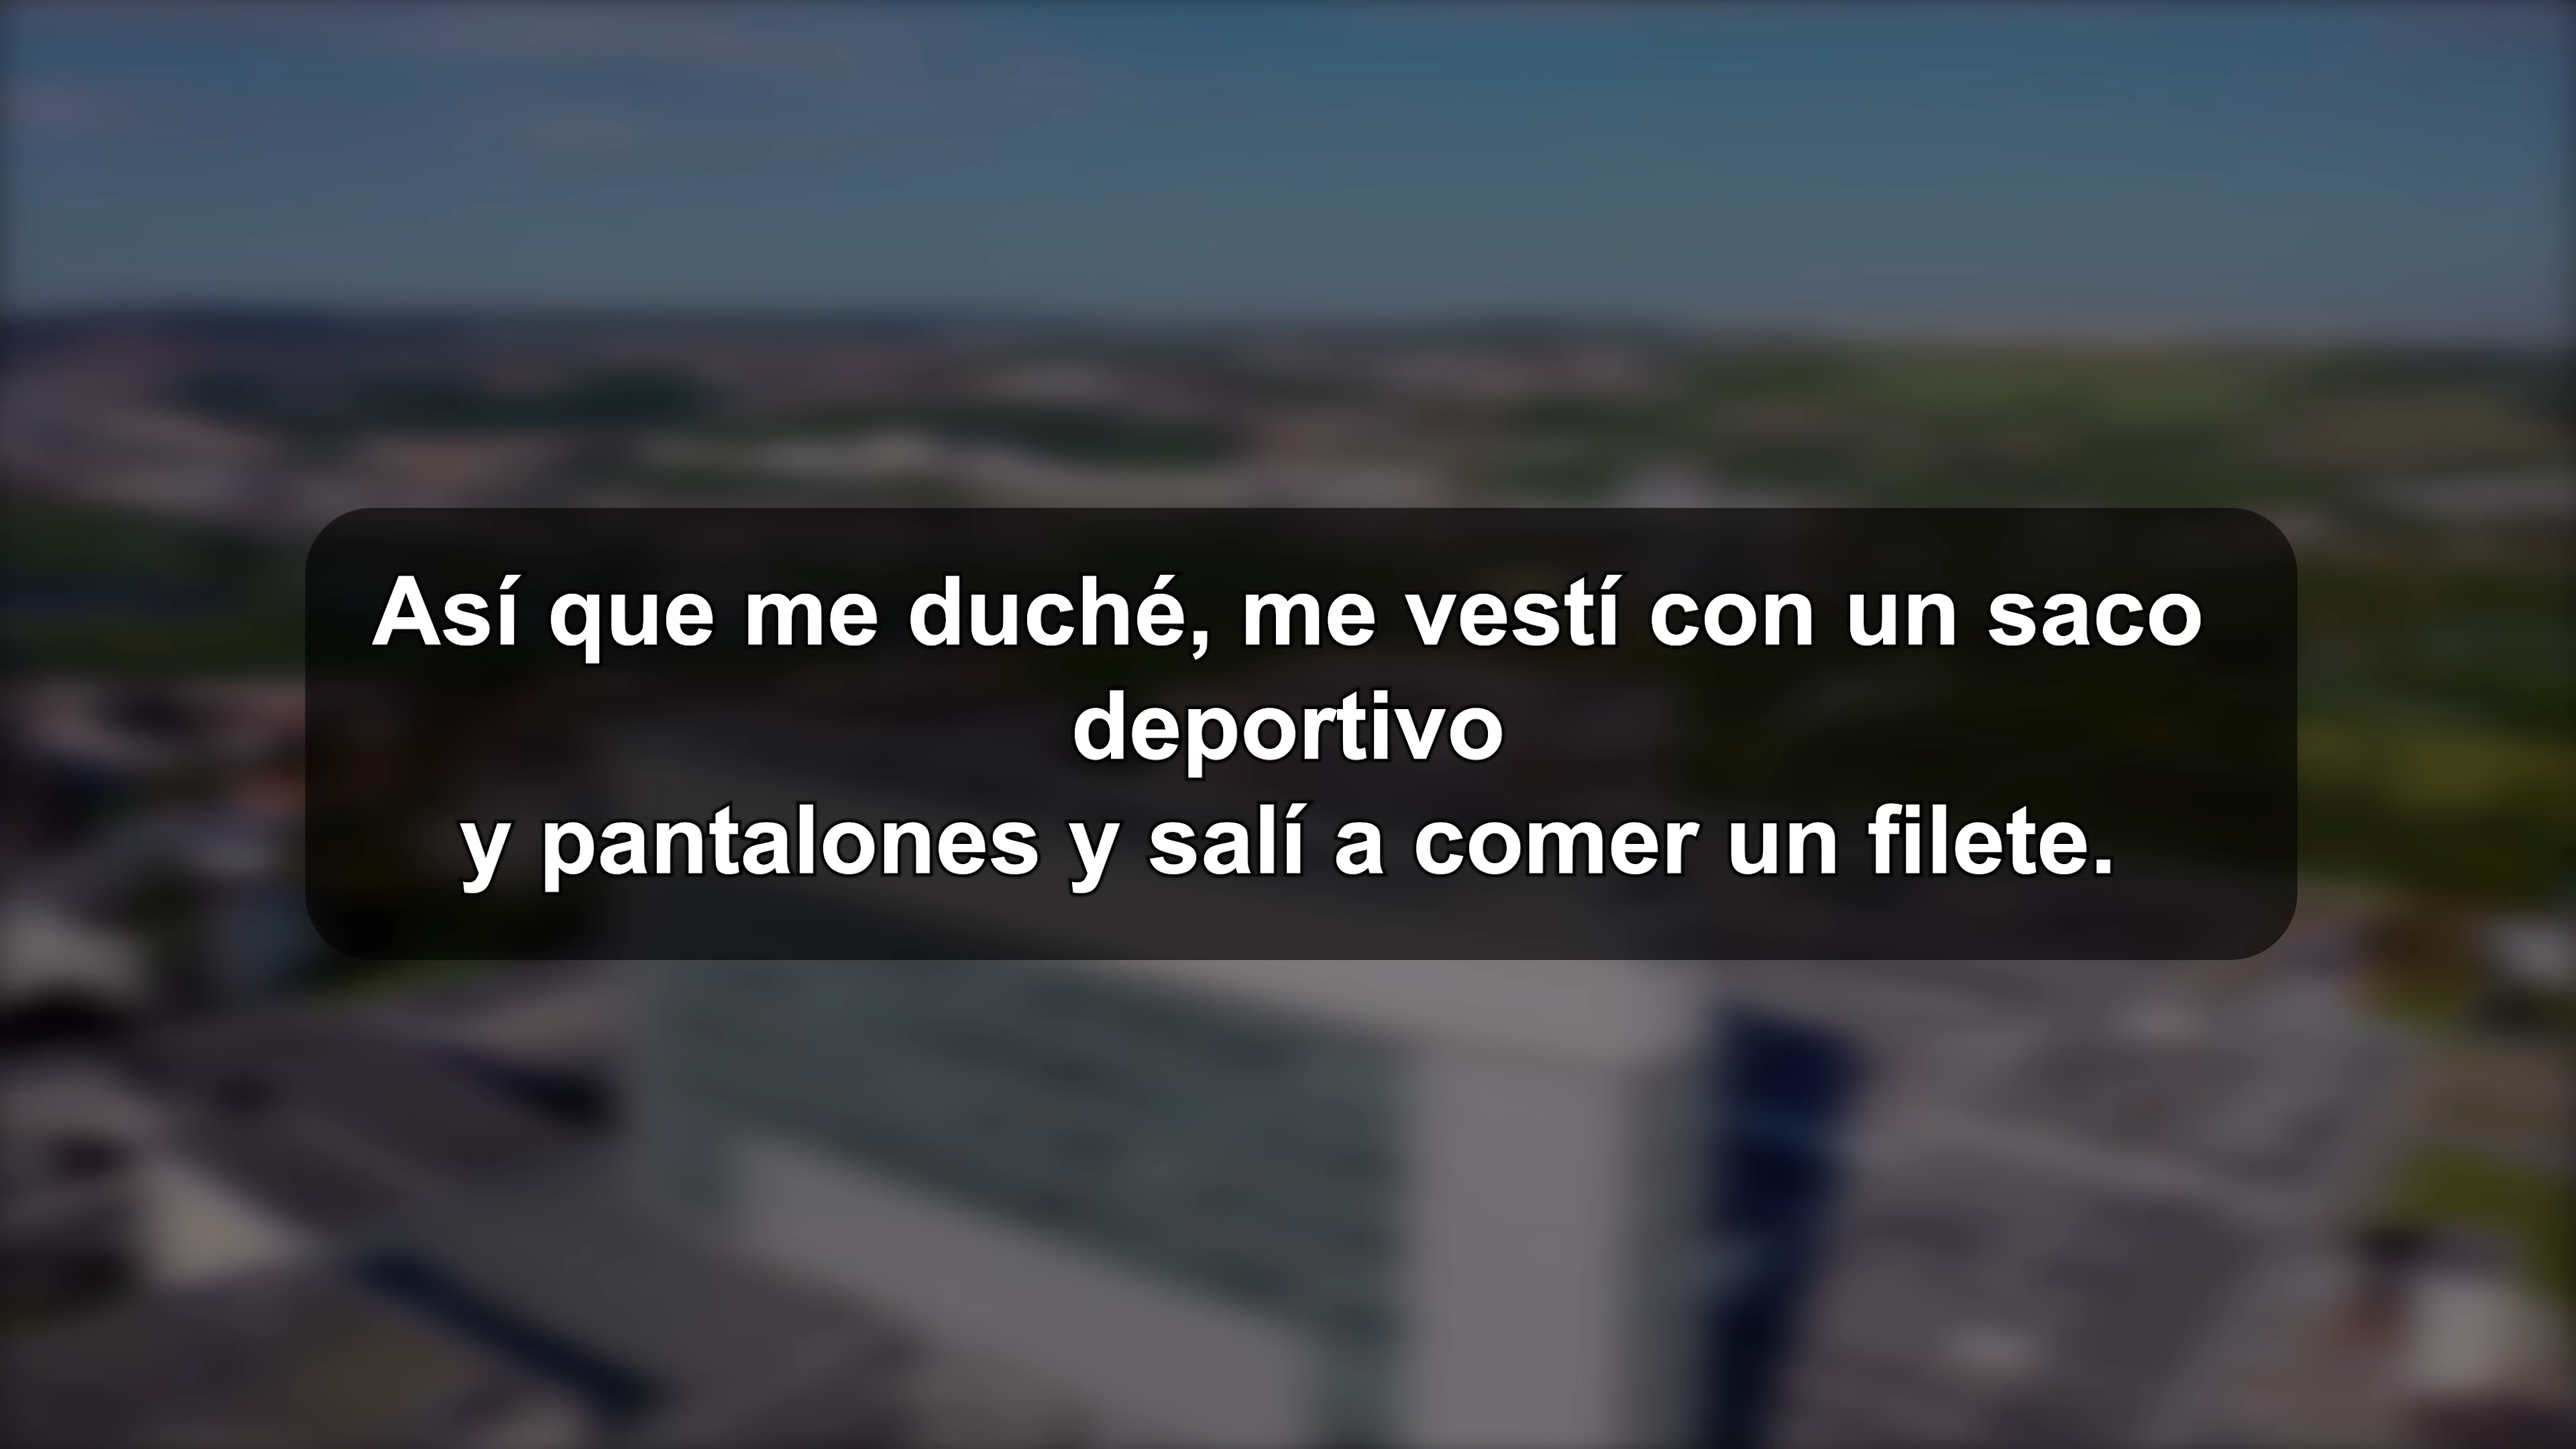 Así que me duché, me vestí con un saco
deportivo
y pantalones y salí a comer un filete.